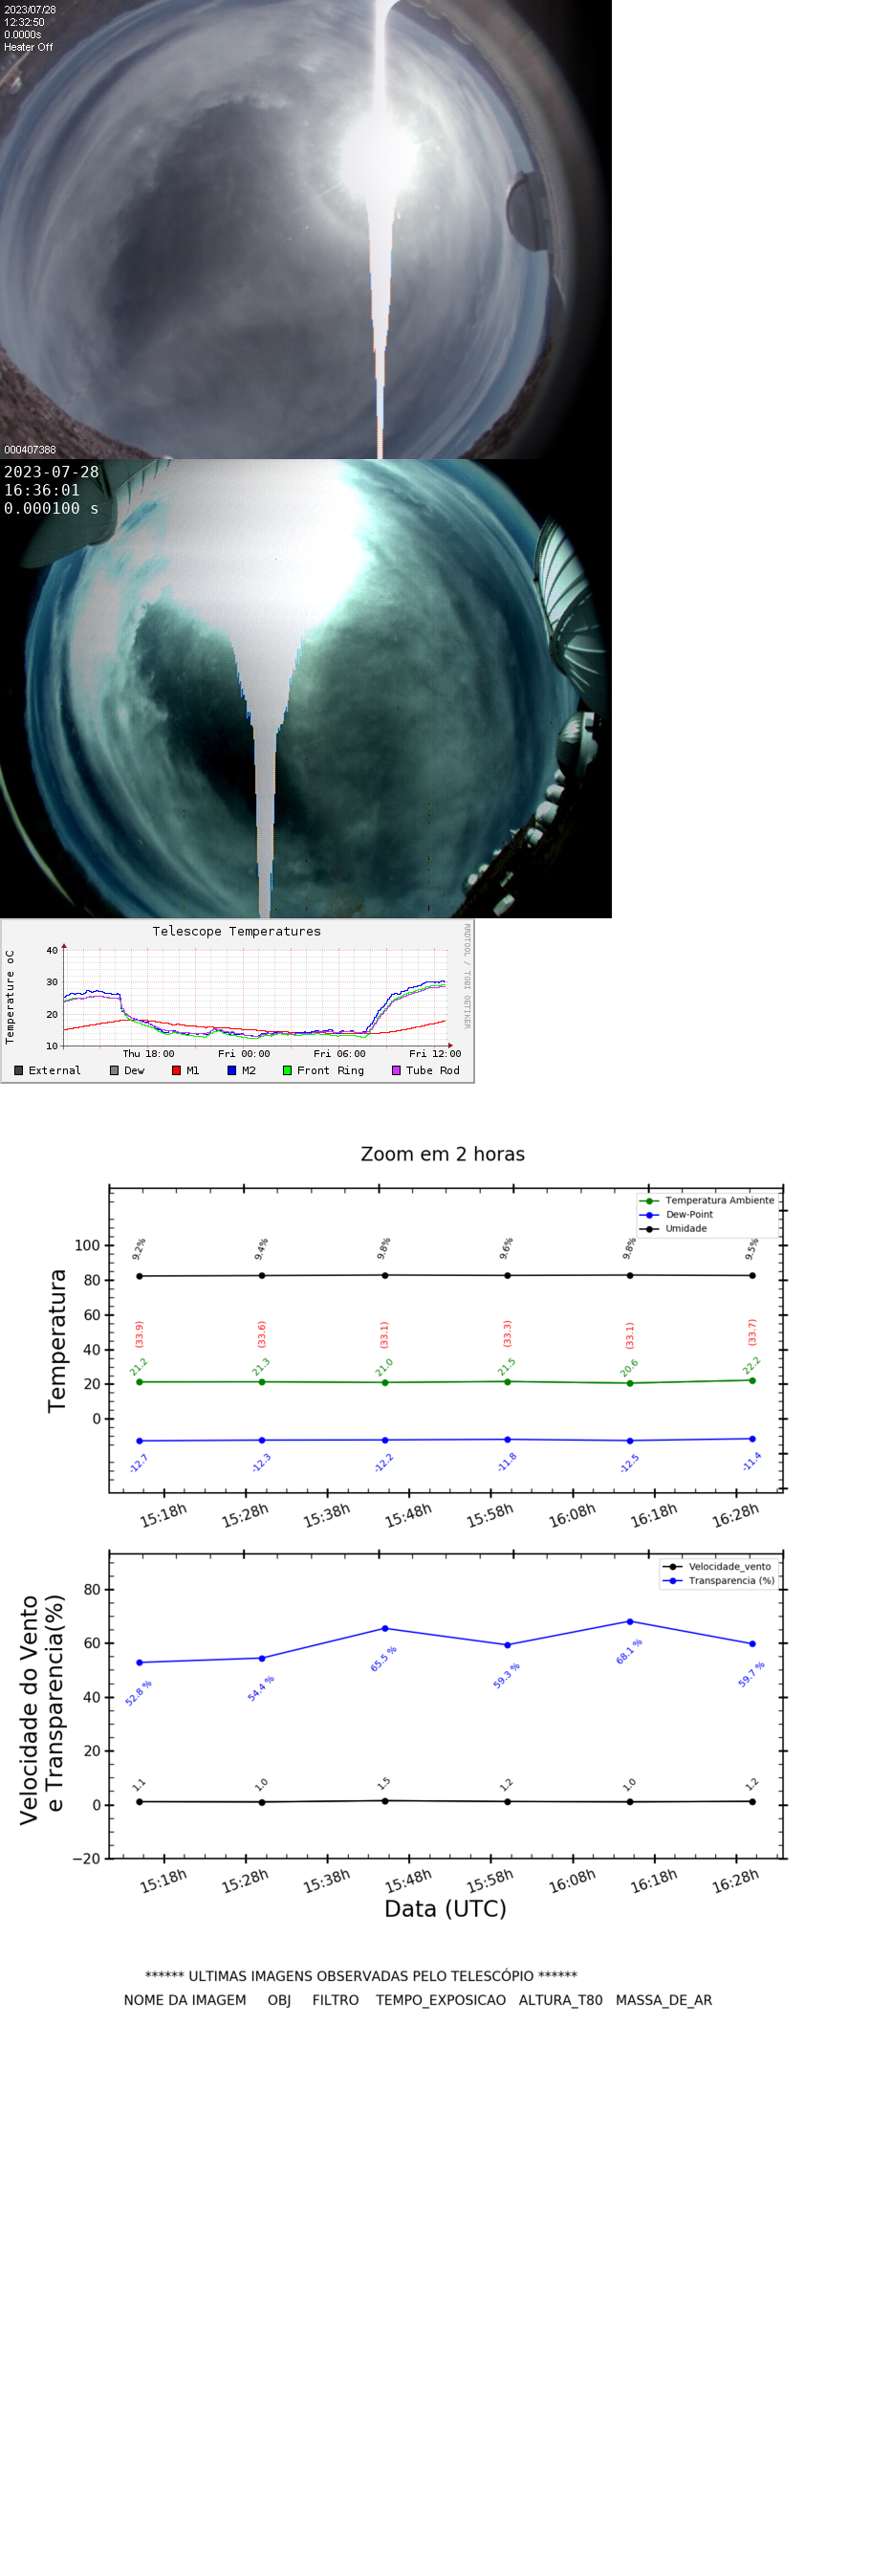 2023/07/28
12:32:50
0.0000s
Heater Off
000407388
2023-07-28
16:36:01
0.000100 s
Telescope Temperatures
RRDTOOL / TOBI OETIKER
Temperature oC
40
30
20
10
Thu 18:00 Fri 00:00 Fri 06:00 Fri 12:00
External Dew M1 M2 Front Ring Tube Rod
Zoom em 2 horas
Temperatura Ambiente
Dew-Point
Umidade
Temperatura
100
80
60
40
20
0
9.2% 9.4% 9.8% 9.6% 9.8% 9.5%
(33.9) (33.6) (33.1) (33.3) (33.1) (33.7)
21.2 21.3 21.0 21.5 20.6 22.2
-12.7 -12.3 -12.2 -11.8 -12.5 -11.4
15:18h 15:28h 15:38h 15:48h 15:58h 16:08h 16:18h 16:28h
Velocidade_vento
Transparencia (%)
Velocidade do Vento
e Transparencia(%)
80
60
40
20
0
−20
52.8 % 54.4 % 65.5 % 59.3 % 68.1 % 59.7 %
1.1 1.0 1.5 1.2 1.0 1.2
15:18h 15:28h 15:38h 15:48h 15:58h 16:08h 16:18h 16:28h
Data (UTC)
****** ULTIMAS IMAGENS OBSERVADAS PELO TELESCÓPIO ******
NOME DA IMAGEM OBJ FILTRO TEMPO_EXPOSICAO ALTURA_T80 MASSA_DE_AR